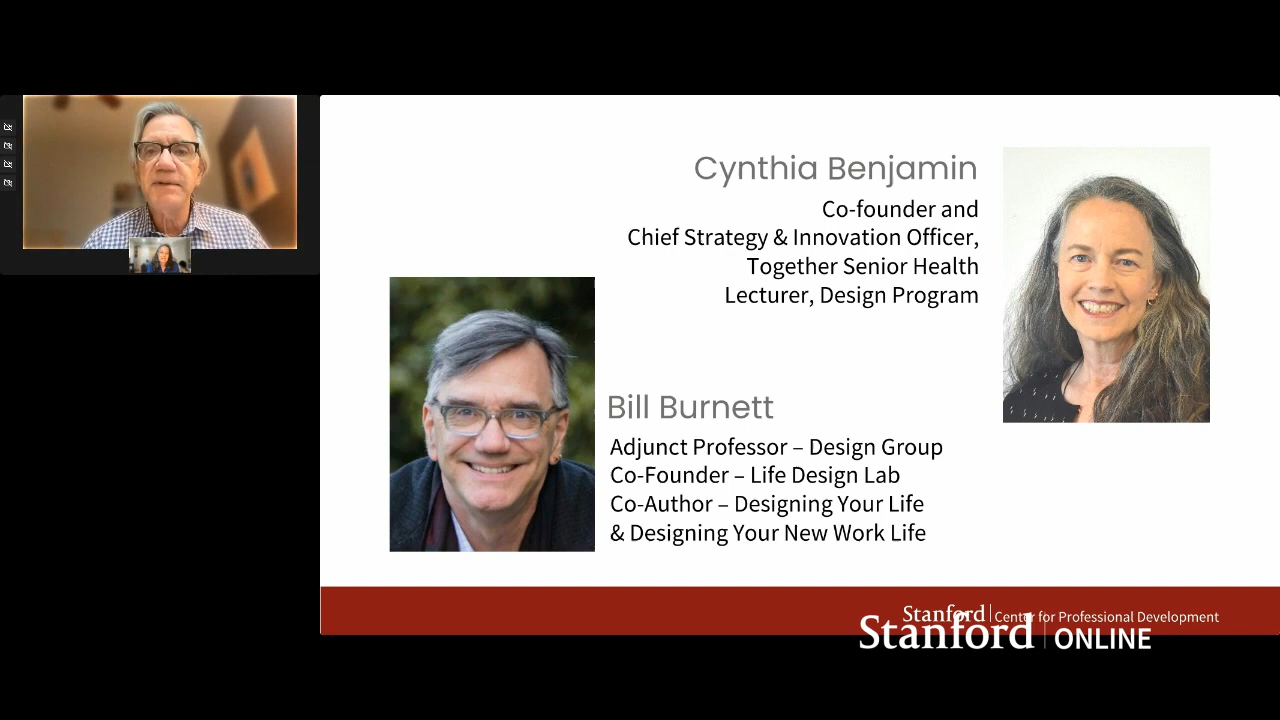 Cynthia Benjamin
Co-founder and
Chief Strategy & Innovation Officer,
Together Senior Health
Lecturer, Design Program
Bill Burnett
Adjunct Professor – Design Group
Co-Founder – Life Design Lab
Co-Author – Designing Your Life
& Designing Your New Work Life
Stanford Center for Professional Development
Stanford ONLINE